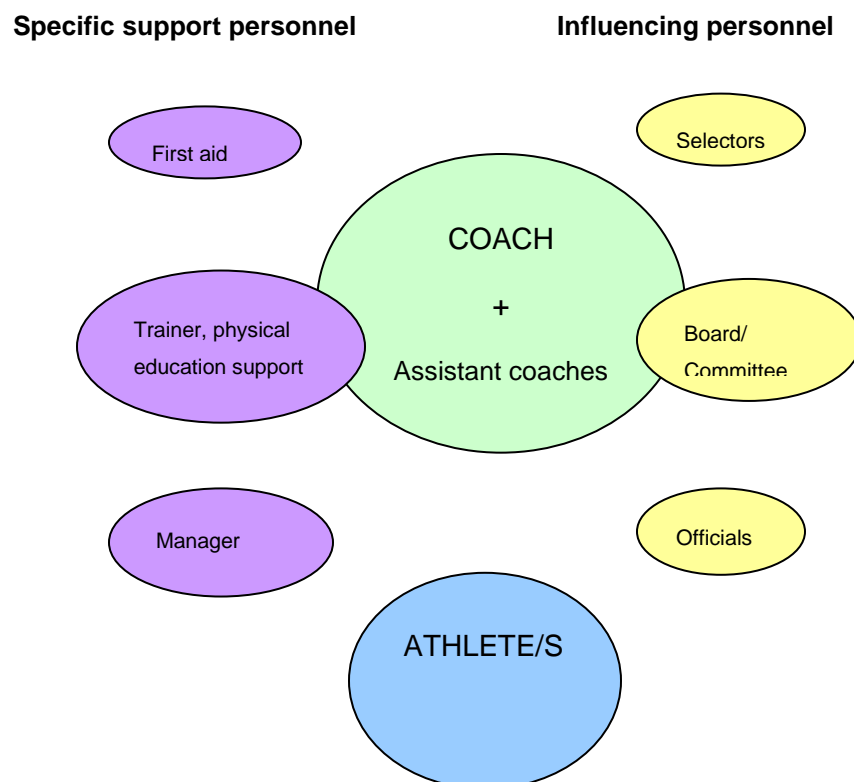 Specific support personnel
Influencing personnel
First aid
Selectors
COACH
+
Assistant coaches
Trainer, physical
education support
Board/
Committee
Manager
Officials
ATHLETE/S